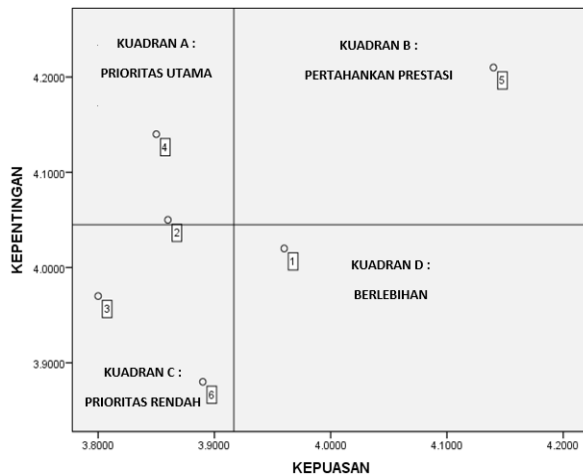 KUADRAN A :
PRIORITAS UTAMA
KUADRAN B :
PERTAHANKAN PRESTASI
5
4
2
1
KUADRAN D :
BERLEBIHAN
3
KUADRAN C :
PRIORITAS RENDAH
6
KEPENTINGAN
4.2000
4.1000
4.0000
3.9000
3.8000
3.9000
4.0000
4.1000
4.2000
KEPUASAN